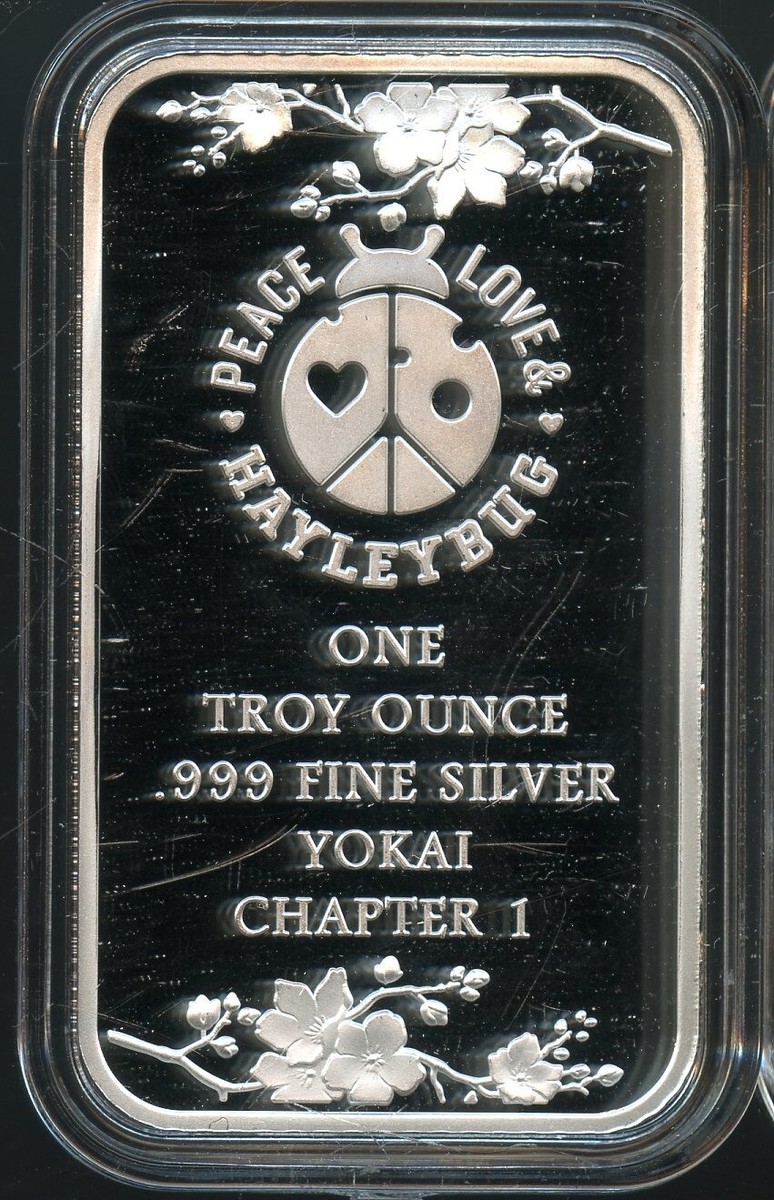 PEACE LOVE &
HAYLEYBUG
ONE
TROY OUNCE
.999 FINE SILVER
YOKAI
CHAPTER 1